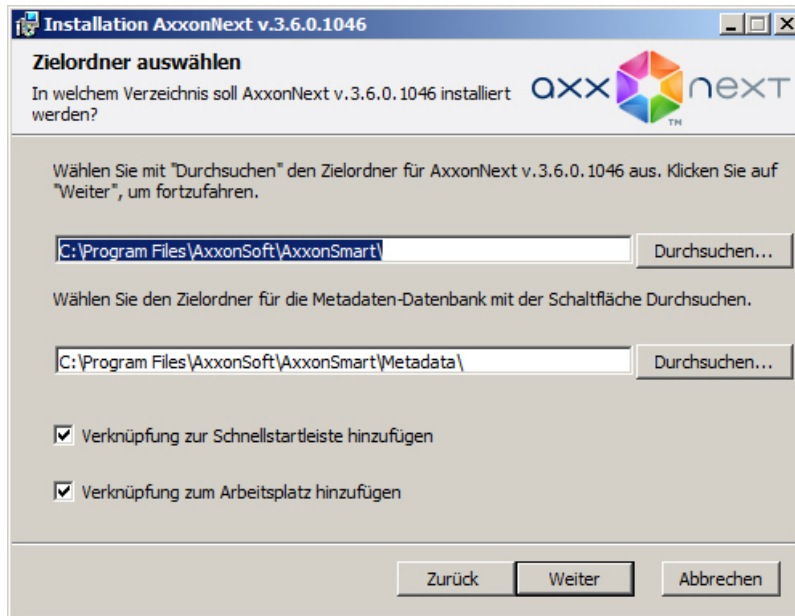 Installation AxxonNext v.3.6.0.1046
Zielordner auswählen
In welchem Verzeichnis soll AxxonNext v.3.6.0.1046 installiert
werden?
axxnext
TM
Wählen Sie mit "Durchsuchen" den Zielordner für AxxonNext v.3.6.0.1046 aus. Klicken Sie auf
"Weiter", um fortzufahren.
C:\Program Files\AxxonSoft\AxxonSmart\
Durchsuchen...
Wählen Sie den Zielordner für die Metadaten-Datenbank mit der Schaltfläche Durchsuchen.
C:\Program Files\AxxonSoft\AxxonSmart\Metadata\
Durchsuchen...
Verknüpfung zur Schnellstartleiste hinzufügen
Verknüpfung zum Arbeitsplatz hinzufügen
Zurück
Weiter
Abbrechen